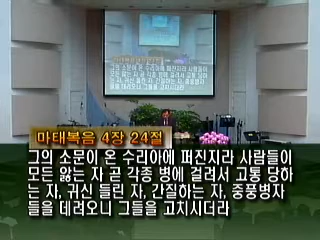 마태복음 4장 24절
그의 소문이 온 수리아에 퍼진지라 사람들이
모든 앓는 자 곧 각종 병에 걸려서 고통 당하
는 자, 귀신 들린 자, 간질하는 자, 중풍병자
들을 데려오니 그들을 고치시더라